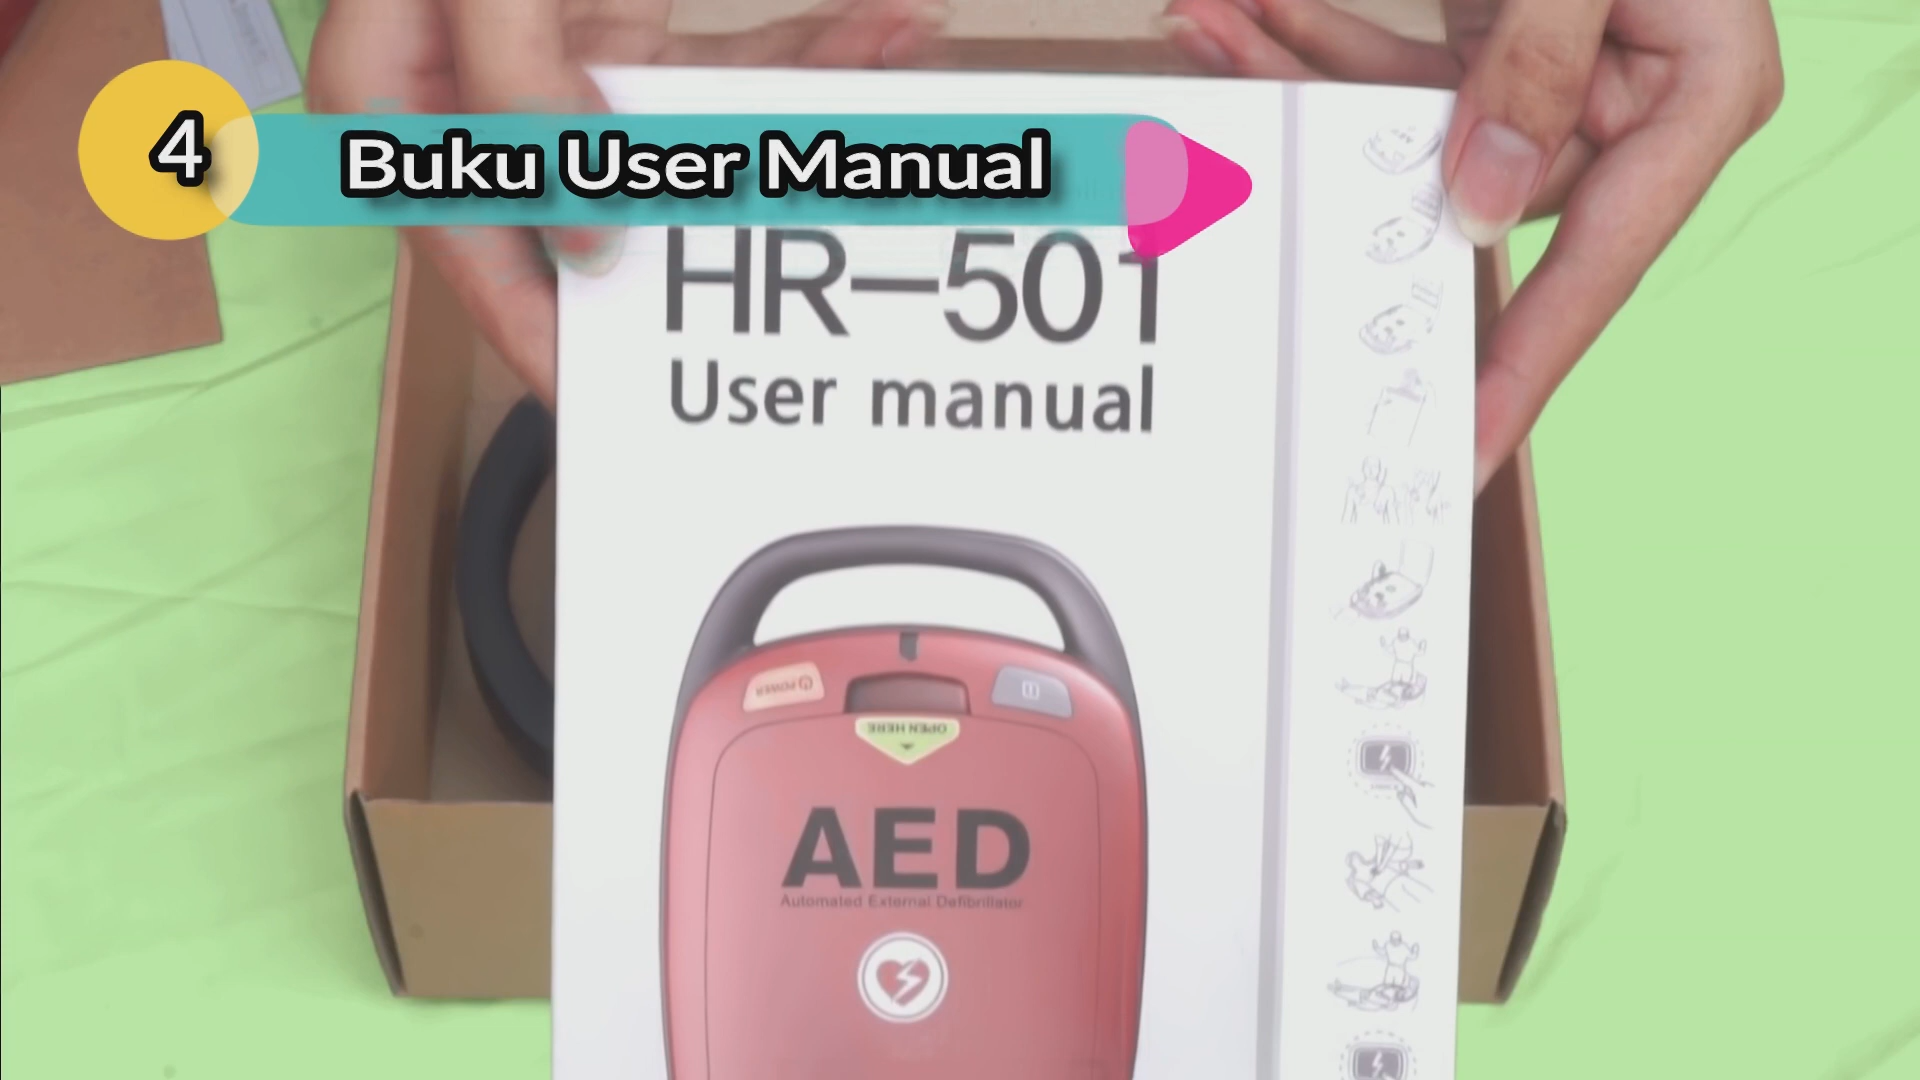 4
Buku User Manual
HR-501
User manual
POWER
OPEN HERE
AED
Automated External Defibrillator